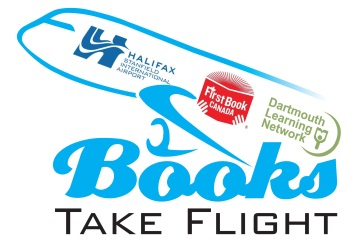 HALIFAX
STANFIELD
INTERNATIONAL
AIRPORT
First Book
CANADA
®
Dartmouth
Learning
Network
Books
TAKE FLIGHT